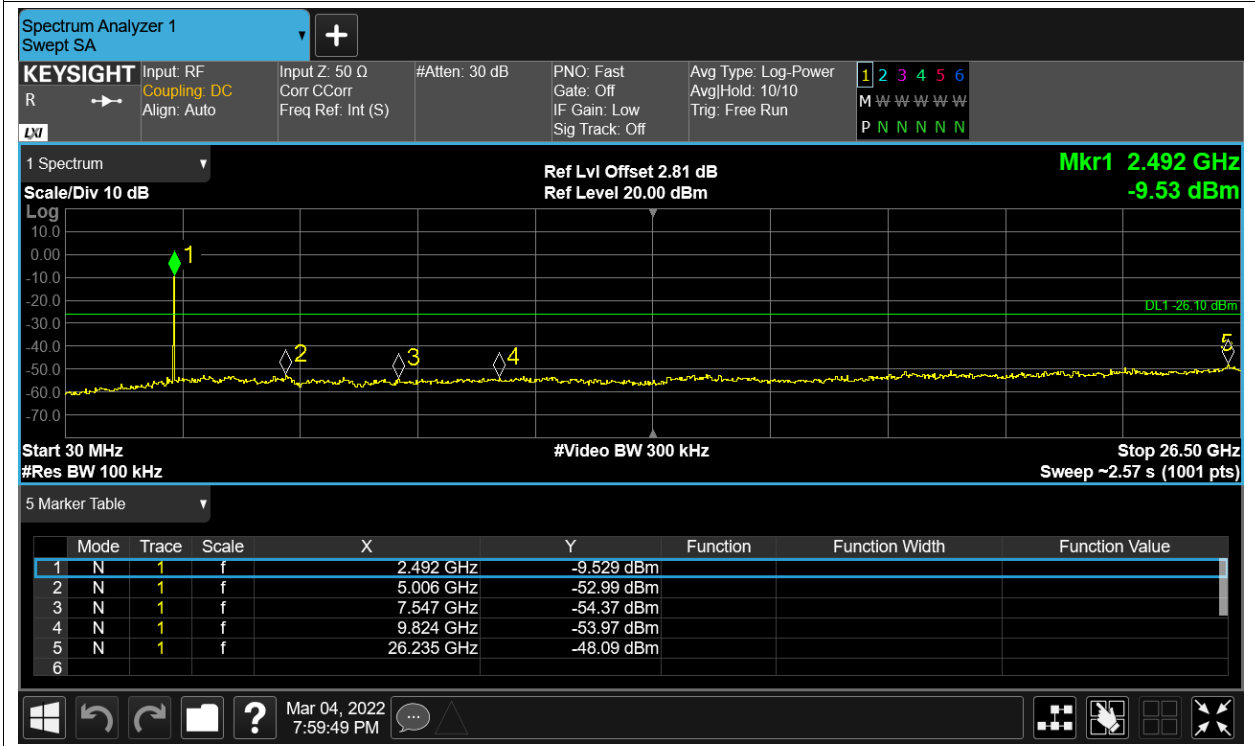 Spectrum Analyzer 1
Swept SA
+
KEYSIGHT Input: RF Input Z: 50 Ω #Atten: 30 dB PNO: Fast Avg Type: Log-Power 1 2 3 4 5 6
R Coupling: DC Corr CCorr Gate: Off Avg|Hold: 10/10 M W W W W W
Align: Auto Freq Ref: Int (S) IF Gain: Low Trig: Free Run
LXI Sig Track: Off P N N N N N
1 Spectrum Ref Lvl Offset 2.81 dB Mkr1 2.492 GHz
Scale/Div 10 dB Ref Level 20.00 dBm -9.53 dBm
Log
10.0
0.00 1
-10.0
-20.0 DL1 -26.10 dBm
-30.0
-40.0 2 3 4 5
-50.0
-60.0
-70.0
Start 30 MHz #Video BW 300 kHz Stop 26.50 GHz
#Res BW 100 kHz Sweep ~2.57 s (1001 pts)
5 Marker Table
Mode Trace Scale X Y Function Function Width Function Value
1 N 1 f 2.492 GHz -9.529 dBm
2 N 1 f 5.006 GHz -52.99 dBm
3 N 1 f 7.547 GHz -54.37 dBm
4 N 1 f 9.824 GHz -53.97 dBm
5 N 1 f 26.235 GHz -48.09 dBm
6
? Mar 04, 2022
7:59:49 PM